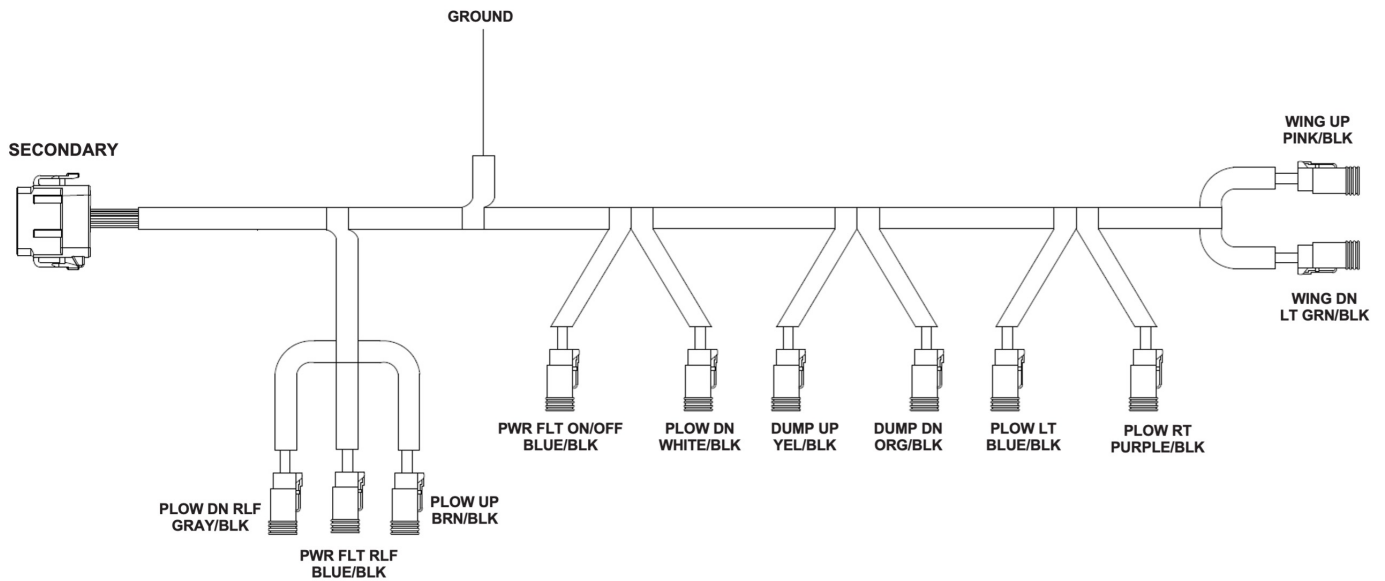 GROUND
SECONDARY
WING UP
PINK/BLK
WING DN
LT GRN/BLK
PWR FLT ON/OFF
BLUE/BLK
PLOW DN
WHITE/BLK
DUMP UP
YEL/BLK
DUMP DN
ORG/BLK
PLOW LT
BLUE/BLK
PLOW RT
PURPLE/BLK
PLOW DN RLF
GRAY/BLK
PWR FLT RLF
BLUE/BLK
PLOW UP
BRN/BLK